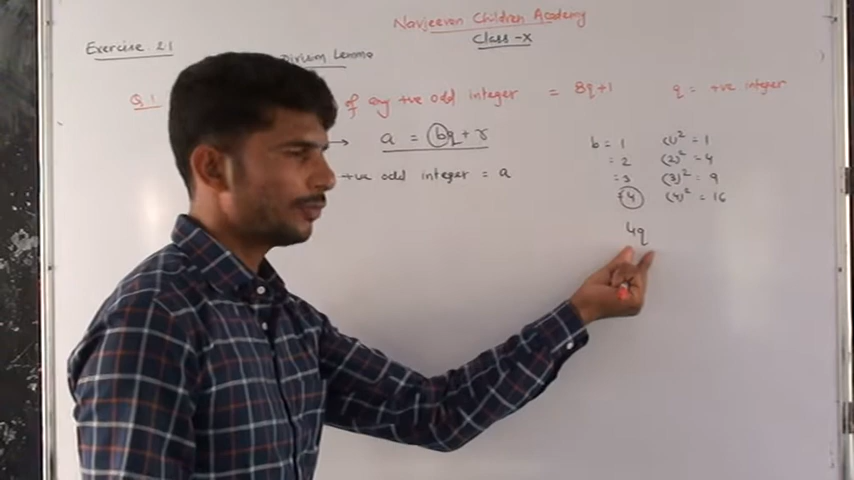 Navjeevan Children Academy
Class-X
Exercise 2.1
Division Lemma
Q.1 of any +ve odd integer = 8q+1 q = +ve integer
→ a = bq + r
+ve odd integer = a
b = 1 (1)² = 1
= 2 (2)² = 4
= 3 (3)² = 9
= 4 (4)² = 16
4q